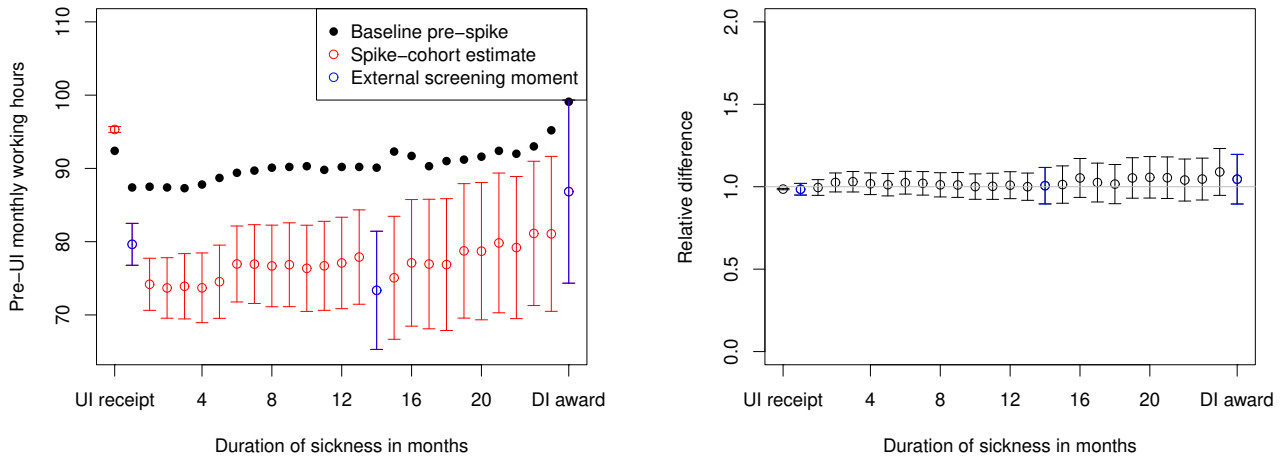 Pre−UI monthly working hours
110
100
90
80
70
Baseline pre−spike
Spike−cohort estimate
External screening moment
UI receipt 4 8 12 16 20 DI award
Duration of sickness in months
Relative difference
2.0
1.5
1.0
0.5
0.0
UI receipt 4 8 12 16 20 DI award
Duration of sickness in months